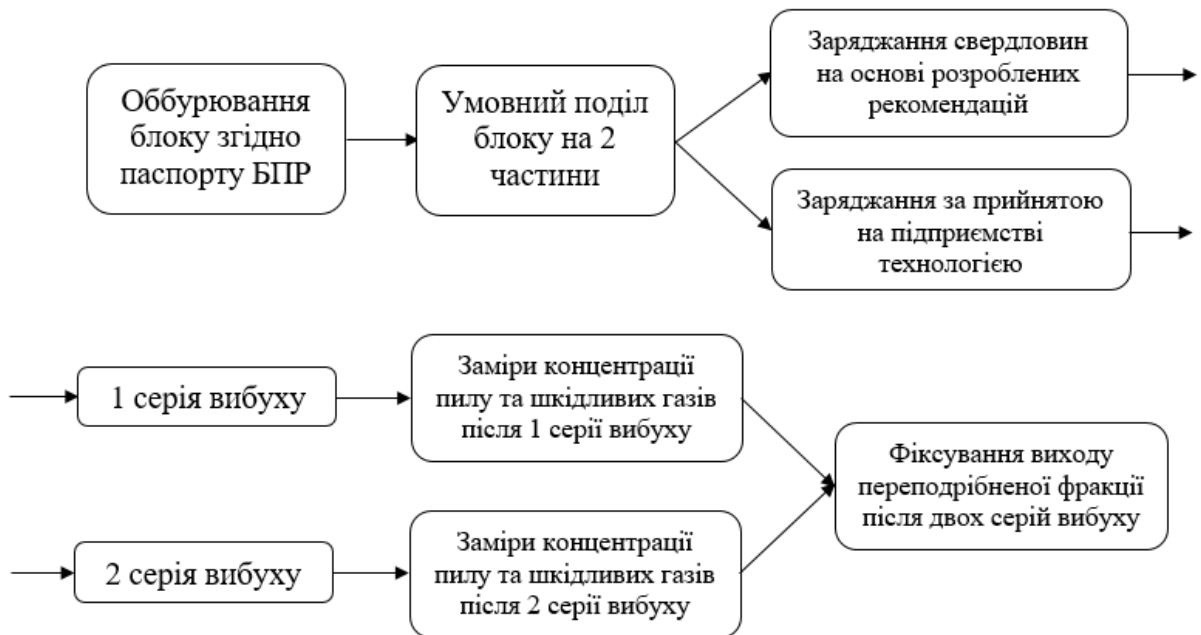 Оббурювання
блоку згідно
паспорту БПР
Умовний поділ
блоку на 2
частини
Заряджання свердловин
на основі розроблених
рекомендацій
Заряджання за прийнятою
на підприємстві
технологією
1 серія вибуху
Заміри концентрації
пилу та шкідливих газів
після 1 серії вибуху
2 серія вибуху
Заміри концентрації
пилу та шкідливих газів
після 2 серії вибуху
Фіксування виходу
переподрібненої фракції
після двох серій вибуху